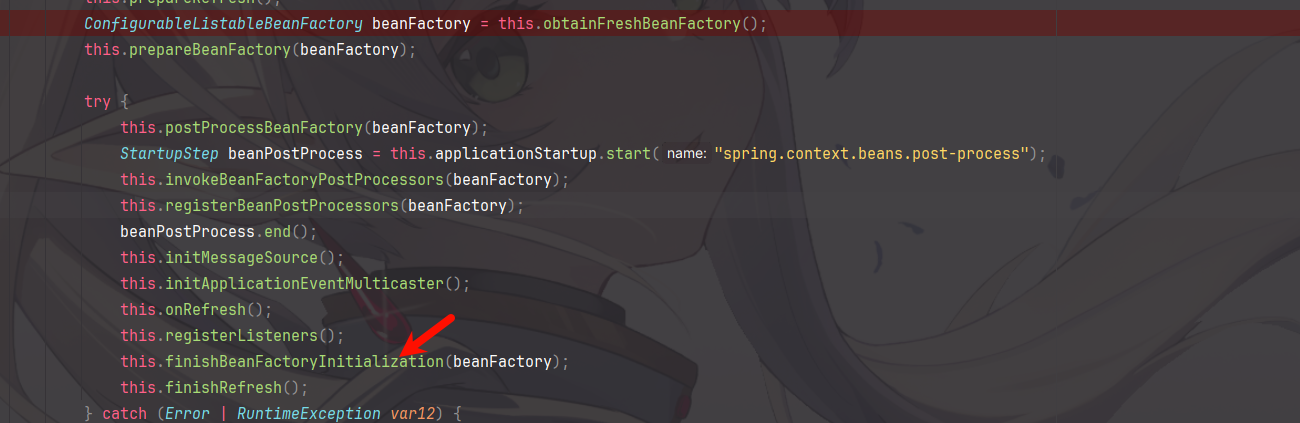 this.prepareRefresh();
ConfigurableListableBeanFactory beanFactory = this.obtainFreshBeanFactory();
this.prepareBeanFactory(beanFactory);
try {
this.postProcessBeanFactory(beanFactory);
StartupStep beanPostProcess = this.applicationStartup.start( name: "spring.context.beans.post-process");
this.invokeBeanFactoryPostProcessors(beanFactory);
this.registerBeanPostProcessors(beanFactory);
beanPostProcess.end();
this.initMessageSource();
this.initApplicationEventMulticaster();
this.onRefresh();
this.registerListeners();
this.finishBeanFactoryInitialization(beanFactory);
this.finishRefresh();
} catch (Error | RuntimeException var12) {